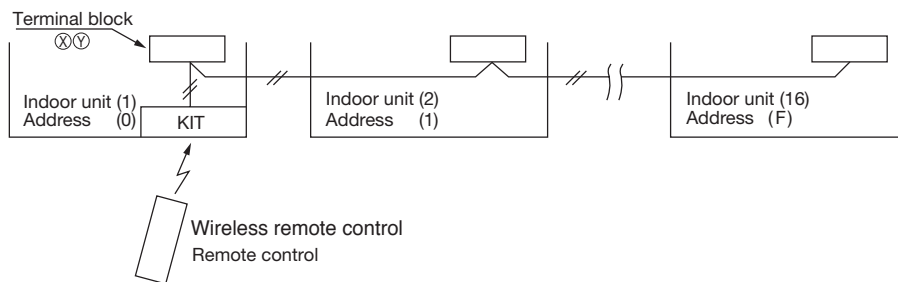 Terminal block
ⓍⓎ
Indoor unit (1)
Address (0)
KIT
Indoor unit (2)
Address (1)
Indoor unit (16)
Address (F)
Wireless remote control
Remote control